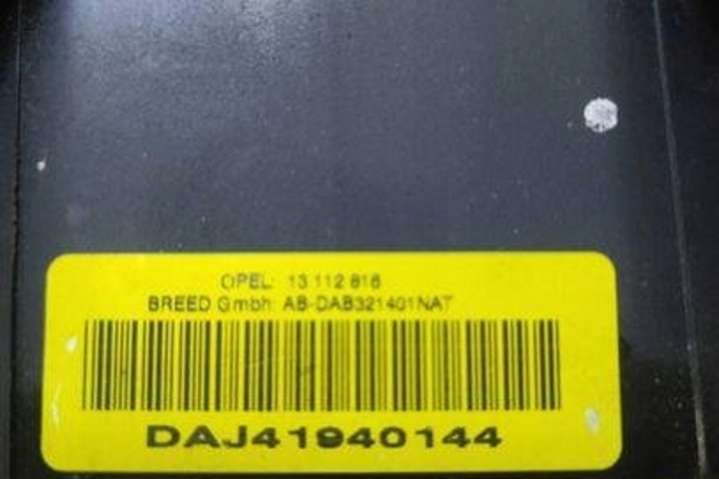 OPEL: 13 112 816
BREED Gmbh: AB-DAB321401NAT
DAJ41940144